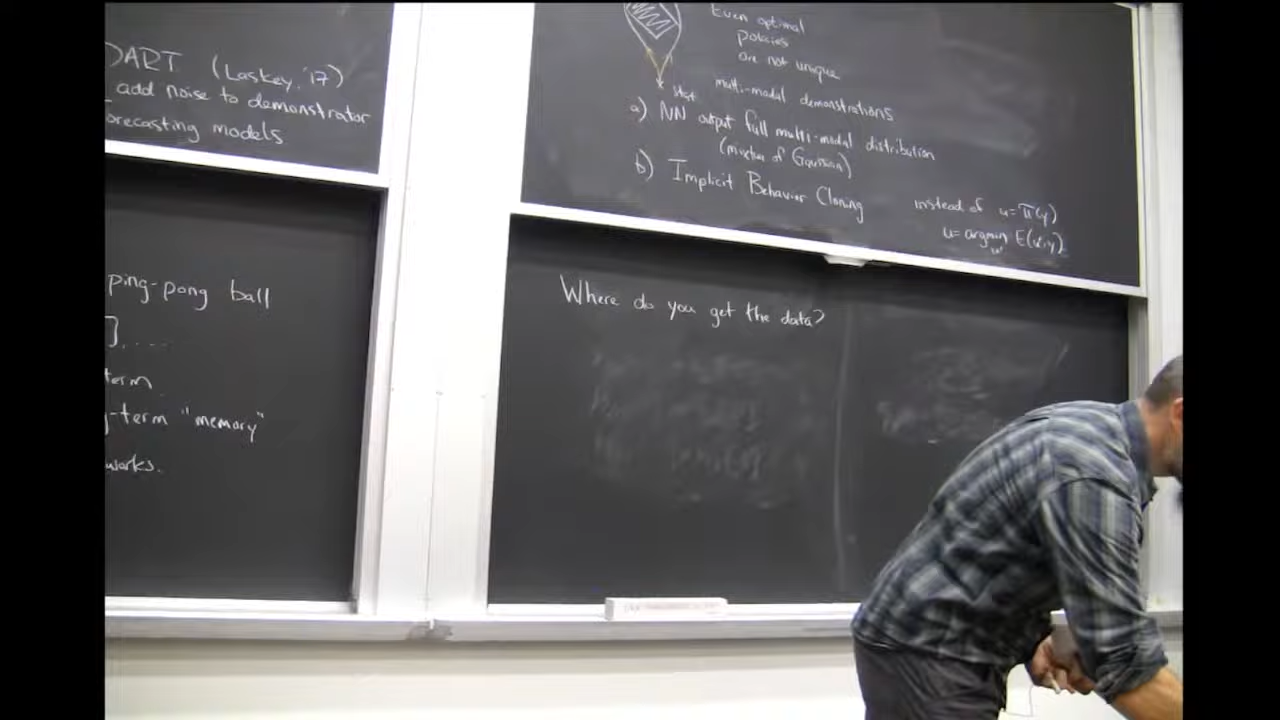 DART (Laskey, '17)
add noise to demonstrator
orecasting models
ping-pong ball
], ....
term
-term "memory"
works.
Even optimal
policies
are not unique
start
multi-modal demonstrations
a) NN output full multi-modal distribution
(mixture of Gaussian)
b) Implicit Behavior Cloning
instead of u=π(y)
u=argmin E(u',y)
u'
Where do you get the data?